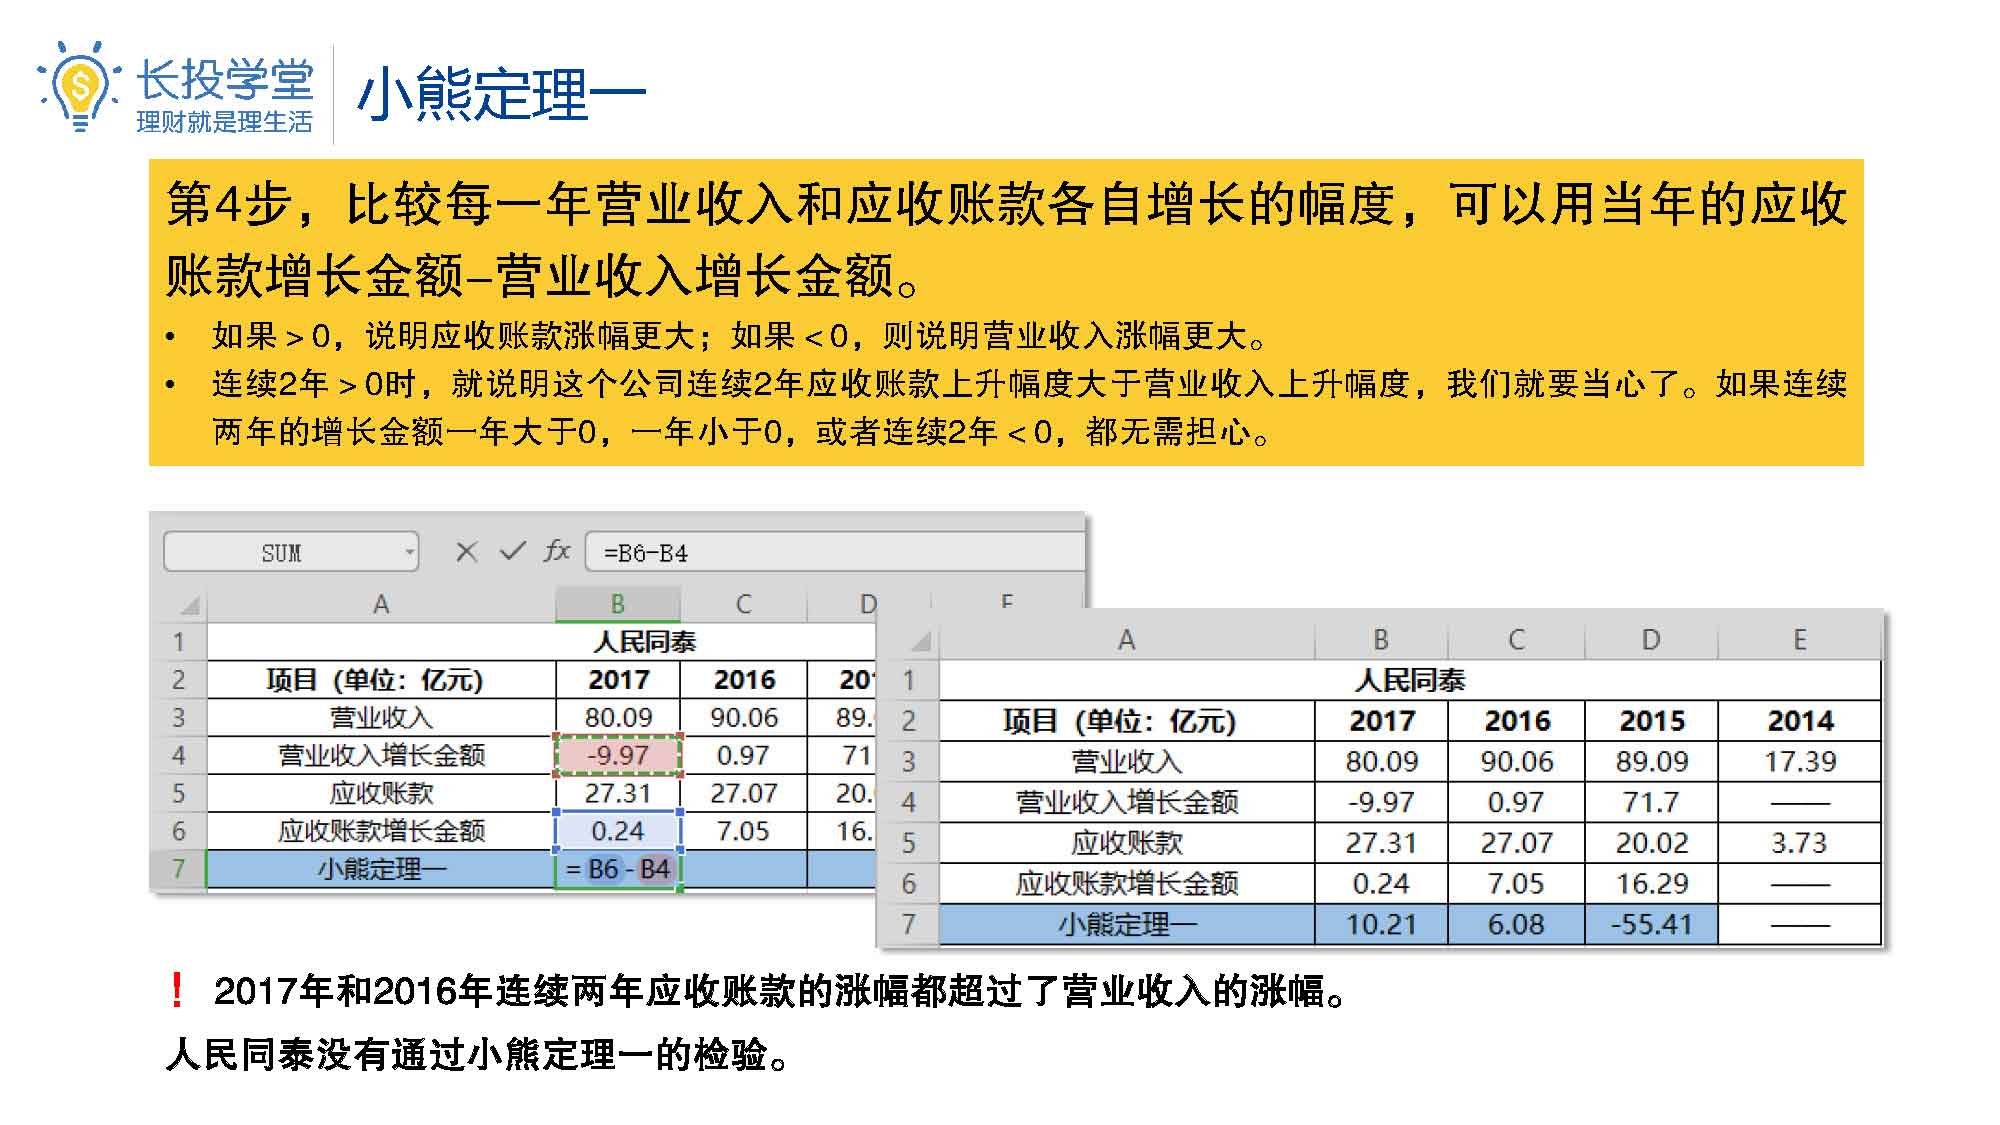 长投学堂
理财就是理生活
小熊定理一
第4步，比较每一年营业收入和应收账款各自增长的幅度，可以用当年的应收
账款增长金额–营业收入增长金额。
• 如果＞0，说明应收账款涨幅更大；如果＜0，则说明营业收入涨幅更大。
• 连续2年＞0时，就说明这个公司连续2年应收账款上升幅度大于营业收入上升幅度，我们就要当心了。如果连续
两年的增长金额一年大于0，一年小于0，或者连续2年＜0，都无需担心。
SUM fx =B6-B4
A B C D
1 人民同泰
2 项目（单位：亿元） 2017 2016 20
3 营业收入 80.09 90.06 89.
4 营业收入增长金额 -9.97 0.97 71
5 应收账款 27.31 27.07 20.
6 应收账款增长金额 0.24 7.05 16.
7 小熊定理一 =B6-B4
A B C D E
1 人民同泰
2 项目（单位：亿元） 2017 2016 2015 2014
3 营业收入 80.09 90.06 89.09 17.39
4 营业收入增长金额 -9.97 0.97 71.7 ——
5 应收账款 27.31 27.07 20.02 3.73
6 应收账款增长金额 0.24 7.05 16.29 ——
7 小熊定理一 10.21 6.08 -55.41 ——
！2017年和2016年连续两年应收账款的涨幅都超过了营业收入的涨幅。
人民同泰没有通过小熊定理一的检验。